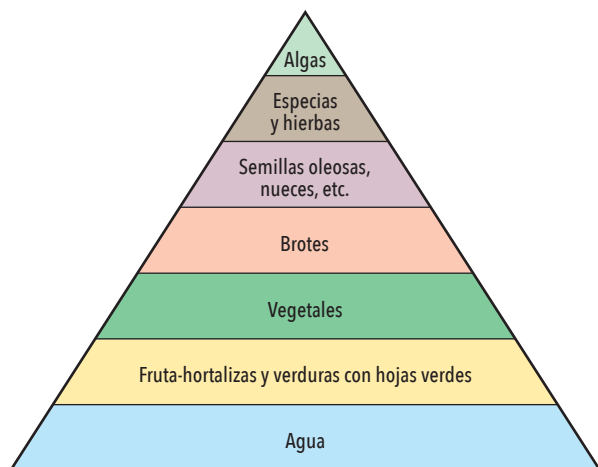 Algas
Especias
y hierbas
Semillas oleosas,
nueces, etc.
Brotes
Vegetales
Fruta-hortalizas y verduras con hojas verdes
Agua